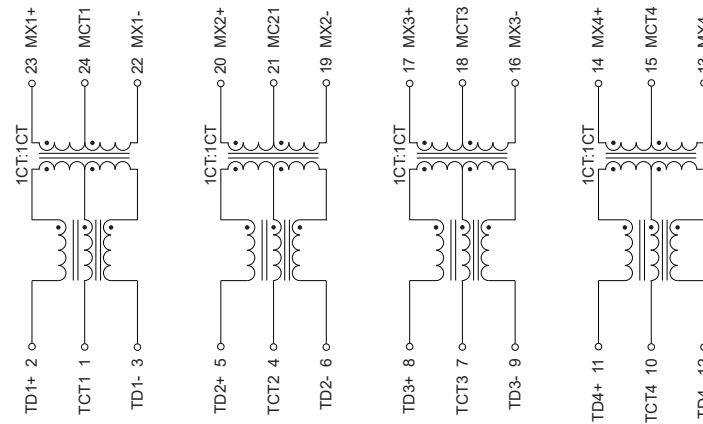 23 MX1+
24 MCT1
22 MX1-
20 MX2+
21 MC21
19 MX2-
17 MX3+
18 MCT3
16 MX3-
14 MX4+
15 MCT4
1CT:1CT
1CT:1CT
1CT:1CT
1CT:1CT
TD1+ 2
TCT1 1
TD1- 3
TD2+ 5
TCT2 4
TD2- 6
TD3+ 8
TCT3 7
TD3- 9
TD4+ 11
TCT4 10